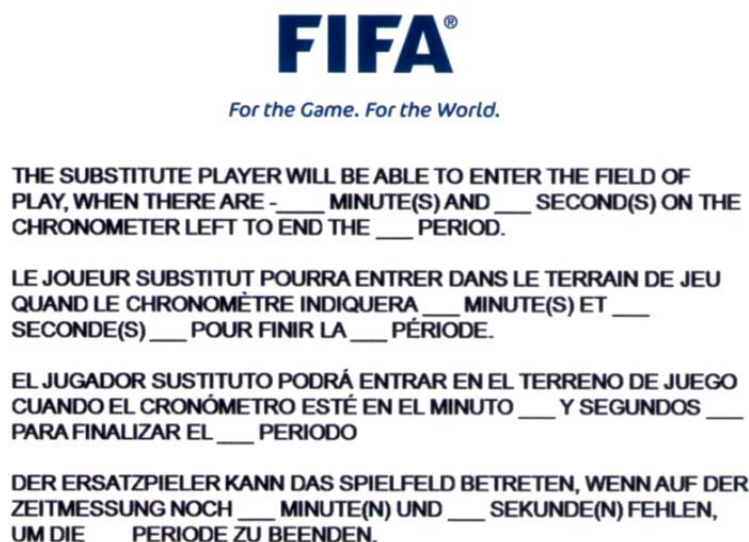 FIFA®
For the Game. For the World.
THE SUBSTITUTE PLAYER WILL BE ABLE TO ENTER THE FIELD OF
PLAY, WHEN THERE ARE -____ MINUTE(S) AND ___ SECOND(S) ON THE
CHRONOMETER LEFT TO END THE ___ PERIOD.
LE JOUEUR SUBSTITUT POURRA ENTRER DANS LE TERRAIN DE JEU
QUAND LE CHRONOMÈTRE INDIQUERA ___ MINUTE(S) ET ___
SECONDE(S) ___ POUR FINIR LA ___ PÉRIODE.
EL JUGADOR SUSTITUTO PODRÁ ENTRAR EN EL TERRENO DE JUEGO
CUANDO EL CRONÓMETRO ESTÉ EN EL MINUTO ___ Y SEGUNDOS ___
PARA FINALIZAR EL ___ PERIODO
DER ERSATZPIELER KANN DAS SPIELFELD BETRETEN, WENN AUF DER
ZEITMESSUNG NOCH ___ MINUTE(N) UND ___ SEKUNDE(N) FEHLEN,
UM DIE ___ PERIODE ZU BEENDEN.